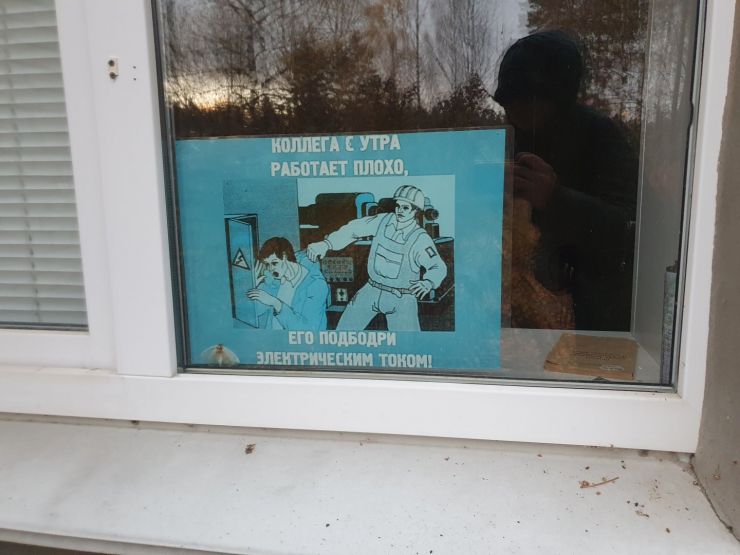 КОЛЛЕГА С УТРА
РАБОТАЕТ ПЛОХО,
ЕГО ПОДБОДРИ
ЭЛЕКТРИЧЕСКИМ ТОКОМ!